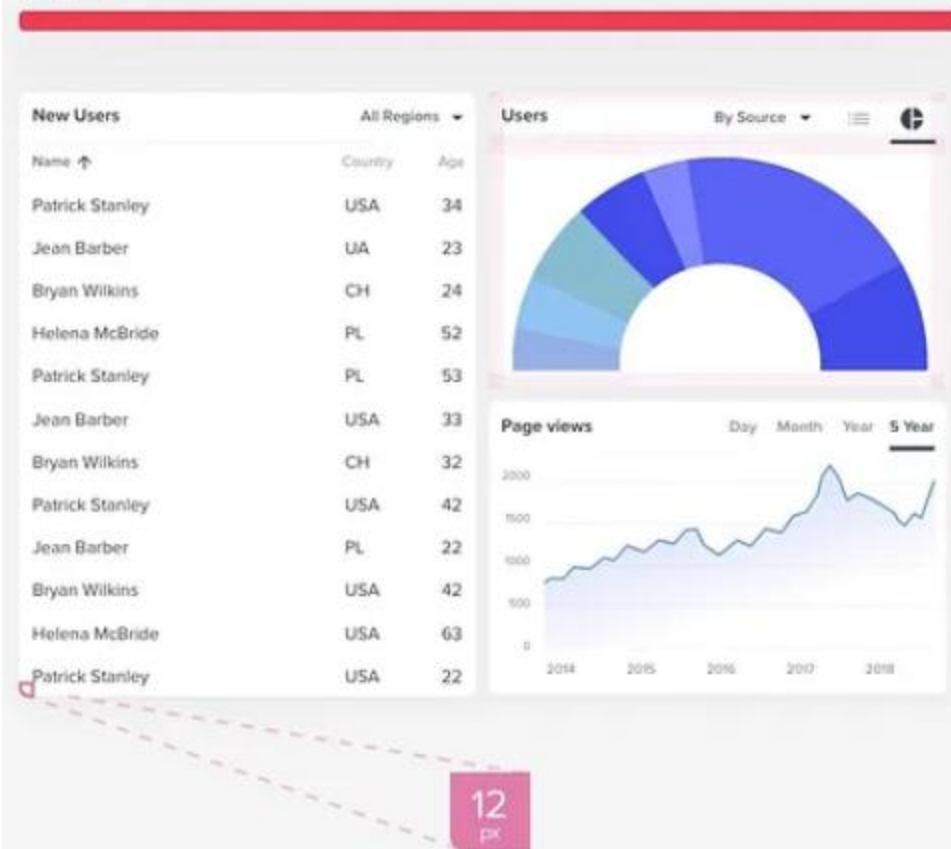 New Users All Regions
Name Country Age
Patrick Stanley USA 34
Jean Barber UA 23
Bryan Wilkins CH 24
Helena McBride PL 52
Patrick Stanley PL 53
Jean Barber USA 33
Bryan Wilkins CH 32
Patrick Stanley USA 42
Jean Barber PL 22
Bryan Wilkins USA 42
Helena McBride USA 63
Patrick Stanley USA 22
Users By Source
Page views Day Month Year 5 Year
2000
1500
1000
500
0
2014 2015 2016 2017 2018
12
px